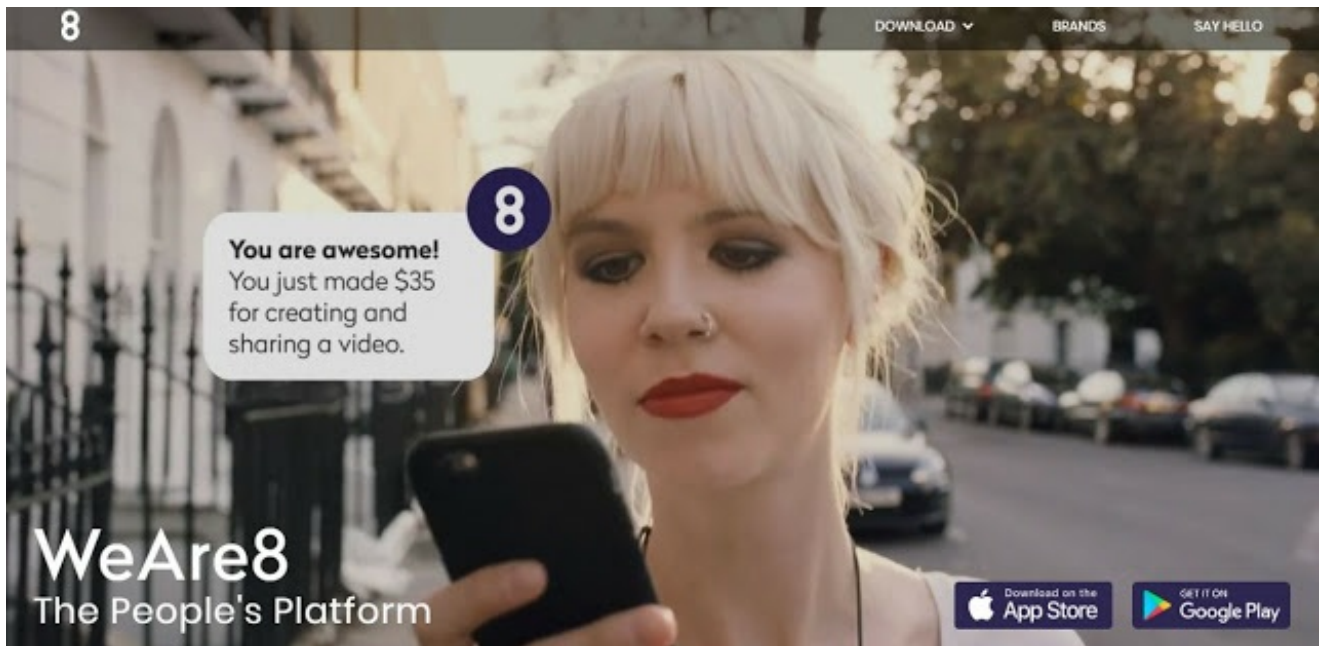 8
DOWNLOAD
BRANDS
SAY HELLO
8
You are awesome!
You just made $35
for creating and
sharing a video.
WeAre8
The People's Platform
Download on the
App Store
GET IT ON
Google Play